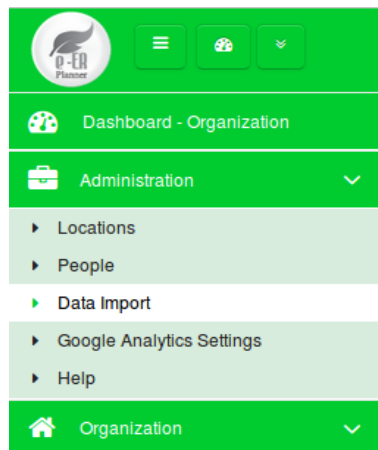 e-ER
Planner
Dashboard - Organization
Administration
Locations
People
Data Import
Google Analytics Settings
Help
Organization